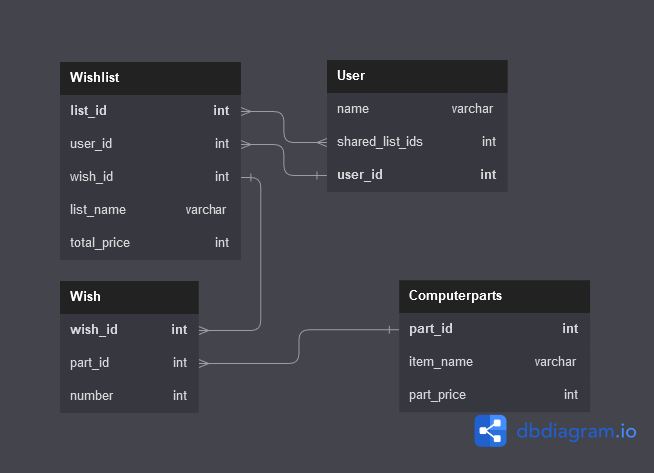 Wishlist
list_id int
user_id int
wish_id int
list_name varchar
total_price int
User
name varchar
shared_list_ids int
user_id int
Wish
wish_id int
part_id int
number int
Computerparts
part_id int
item_name varchar
part_price int
dbdiagram.io